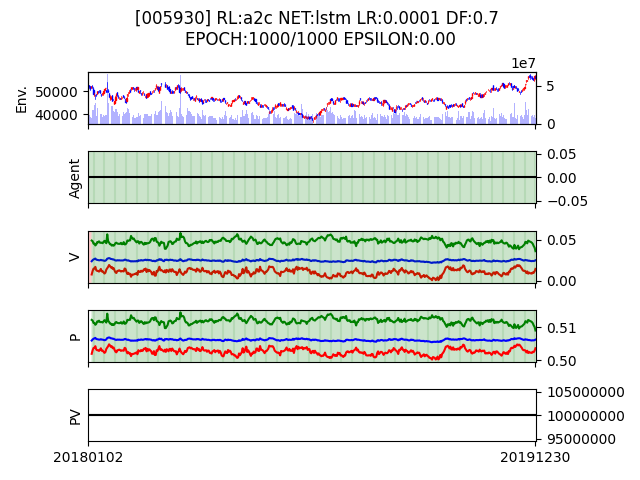 [005930] RL:a2c NET:lstm LR:0.0001 DF:0.7
EPOCH:1000/1000 EPSILON:0.00
1e7
Env.
50000
40000
5
0
Agent
0.05
0.00
−0.05
V
0.05
0.00
P
0.51
0.50
PV
105000000
100000000
95000000
20180102
20191230